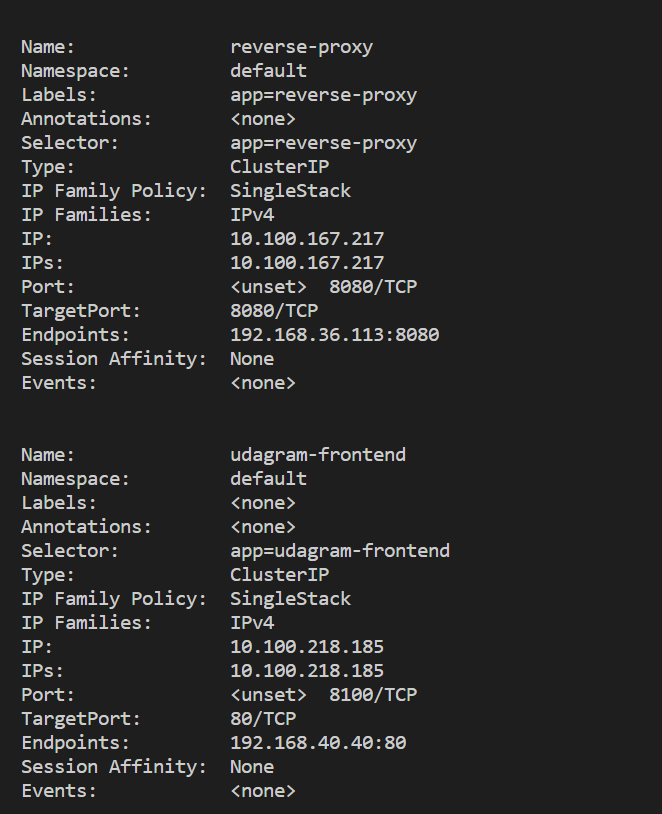 Name:              reverse-proxy
Namespace:         default
Labels:            app=reverse-proxy
Annotations:       <none>
Selector:          app=reverse-proxy
Type:              ClusterIP
IP Family Policy:  SingleStack
IP Families:       IPv4
IP:                10.100.167.217
IPs:               10.100.167.217
Port:              <unset>  8080/TCP
TargetPort:        8080/TCP
Endpoints:         192.168.36.113:8080
Session Affinity:  None
Events:            <none>

Name:              udagram-frontend
Namespace:         default
Labels:            <none>
Annotations:       <none>
Selector:          app=udagram-frontend
Type:              ClusterIP
IP Family Policy:  SingleStack
IP Families:       IPv4
IP:                10.100.218.185
IPs:               10.100.218.185
Port:              <unset>  8100/TCP
TargetPort:        80/TCP
Endpoints:         192.168.40.40:80
Session Affinity:  None
Events:            <none>